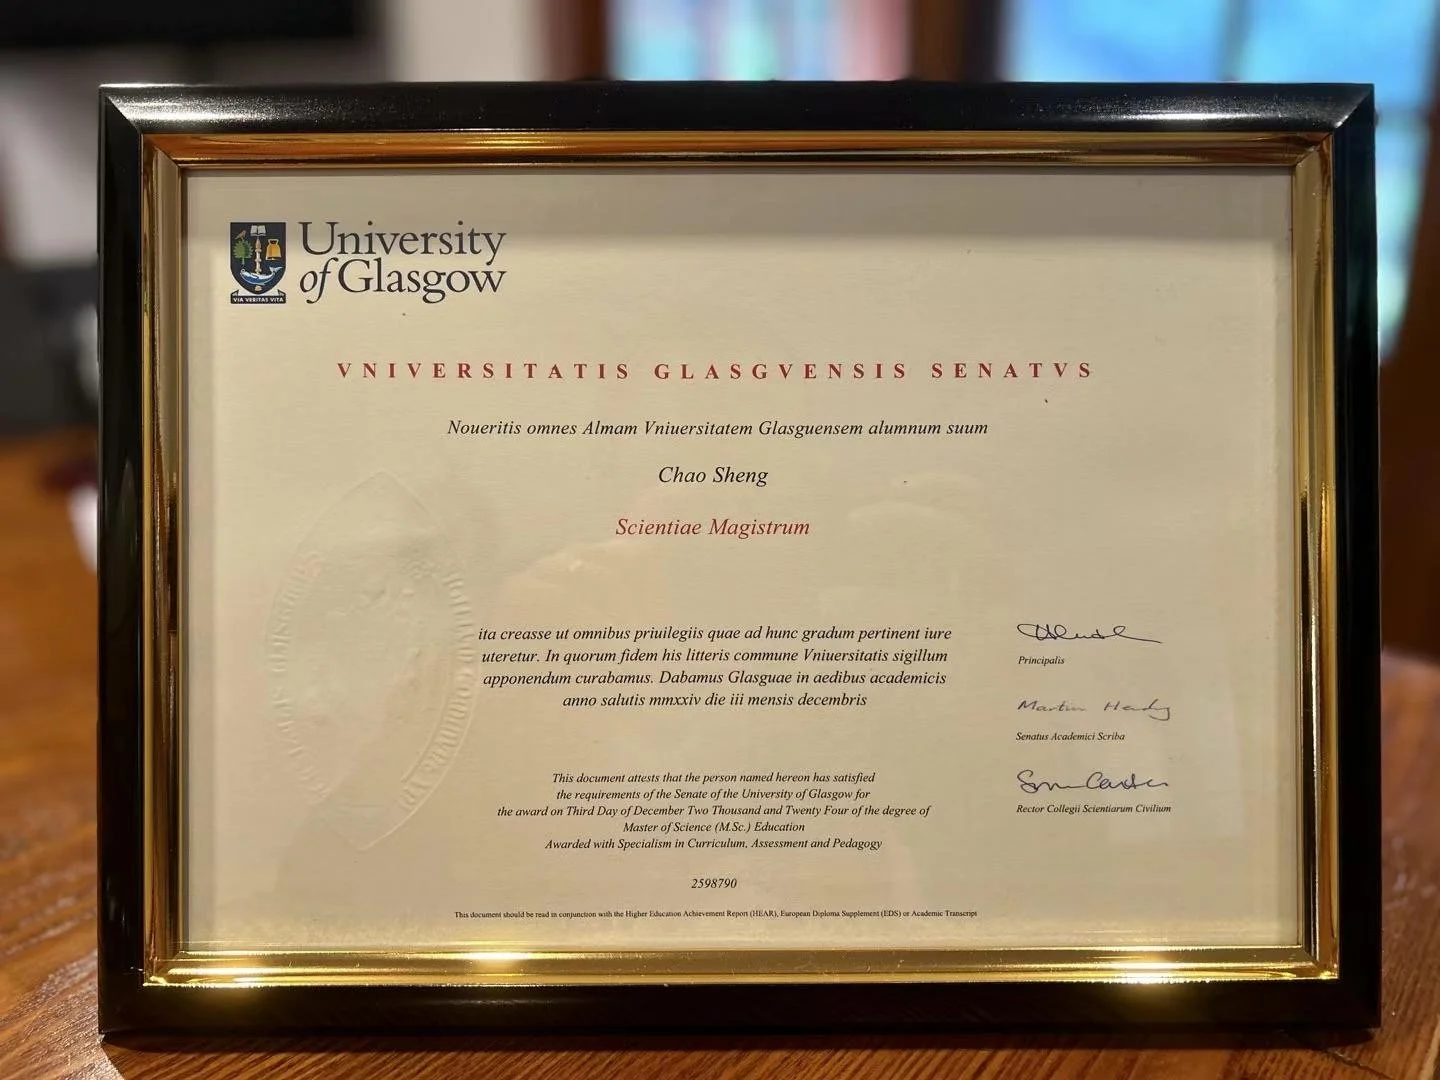 University
of Glasgow
VIA VERITAS VITA
VNIVERSITATIS GLASGVENSIS SENATVS
Noueritis omnes Almam Vniuersitatem Glasguensem alumnum suum
Chao Sheng
Scientiae Magistrum
ita creasse ut omnibus priuilegiis quae ad hunc gradum pertinent iure
uteretur. In quorum fidem his litteris commune Vniuersitatis sigillum
apponendum curabamus. Dabamus Glasguae in aedibus academicis
anno salutis mmxxiv die iii mensis decembris
Principalis
Martin Hendry
Senatus Academici Scriba
Rector Collegii Scientiarum Civilium
This document attests that the person named hereon has satisfied
the requirements of the Senate of the University of Glasgow for
the award on Third Day of December Two Thousand and Twenty Four of the degree of
Master of Science (M.Sc.) Education
Awarded with Specialism in Curriculum, Assessment and Pedagogy
2598790
This document should be read in conjunction with the Higher Education Achievement Report (HEAR), European Diploma Supplement (EDS) or Academic Transcript